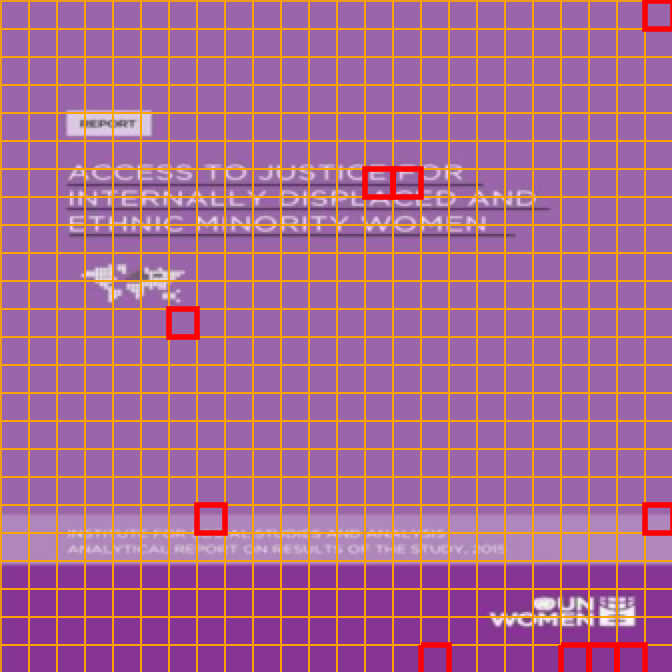 REPORT
ACCESS TO JUSTICE FOR
INTERNALLY DISPLACED AND
ETHNIC MINORITY WOMEN
INSTITUTE FOR SOCIAL STUDIES AND ANALYSIS
ANALYTICAL REPORT ON RESULTS OF THE STUDY, 2015
UN
WOMEN